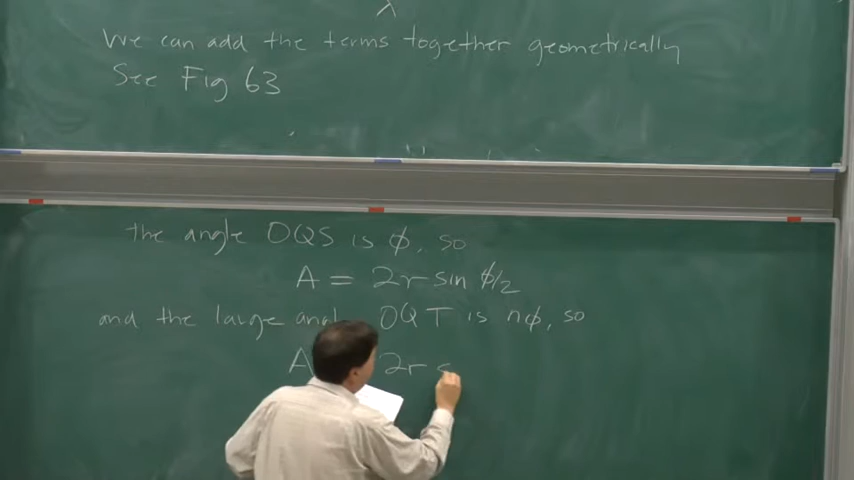 λ
We can add the terms together geometrically
See Fig 63
the angle OQS is ϕ, so
A = 2r sin ϕ/2
and the large angl OQT is nϕ, so
A 2r s